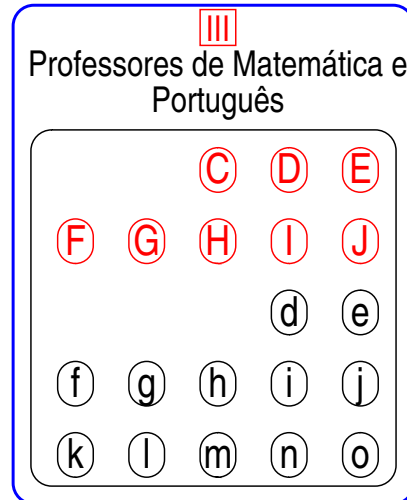 III
Professores de Matemática e
Português
C D E
F G H I J
d e
f g h i j
k l m n o